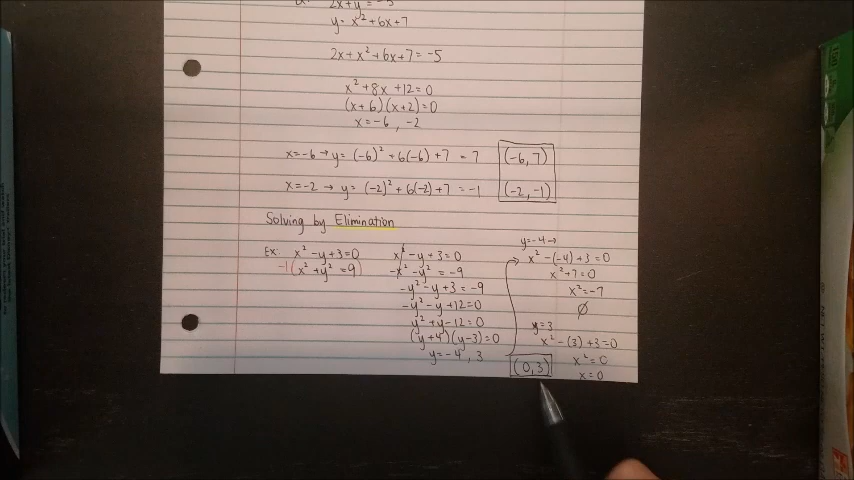 2x+y=-5
y=x²+6x+7
2x+x²+6x+7=-5
x²+8x+12=0
(x+6)(x+2)=0
x=-6, -2
x=-6→y=(-6)²+6(-6)+7 = 7 (-6,7)
x=-2→y=(-2)²+6(-2)+7=-1 (-2,-1)
Solving by Elimination
Ex: x²-y+3=0
-1(x²+y²=9)
x²-y+3=0
-x²-y²=-9
-y²-y+3=-9
-y²-y+12=0
y²+y-12=0
(y+4)(y-3)=0
y=-4, 3
y=-4→
x²-(-4)+3=0
x²+7=0
x²=-7
∅
y=3
x²-(3)+3=0
x²=0
x=0
(0,3)